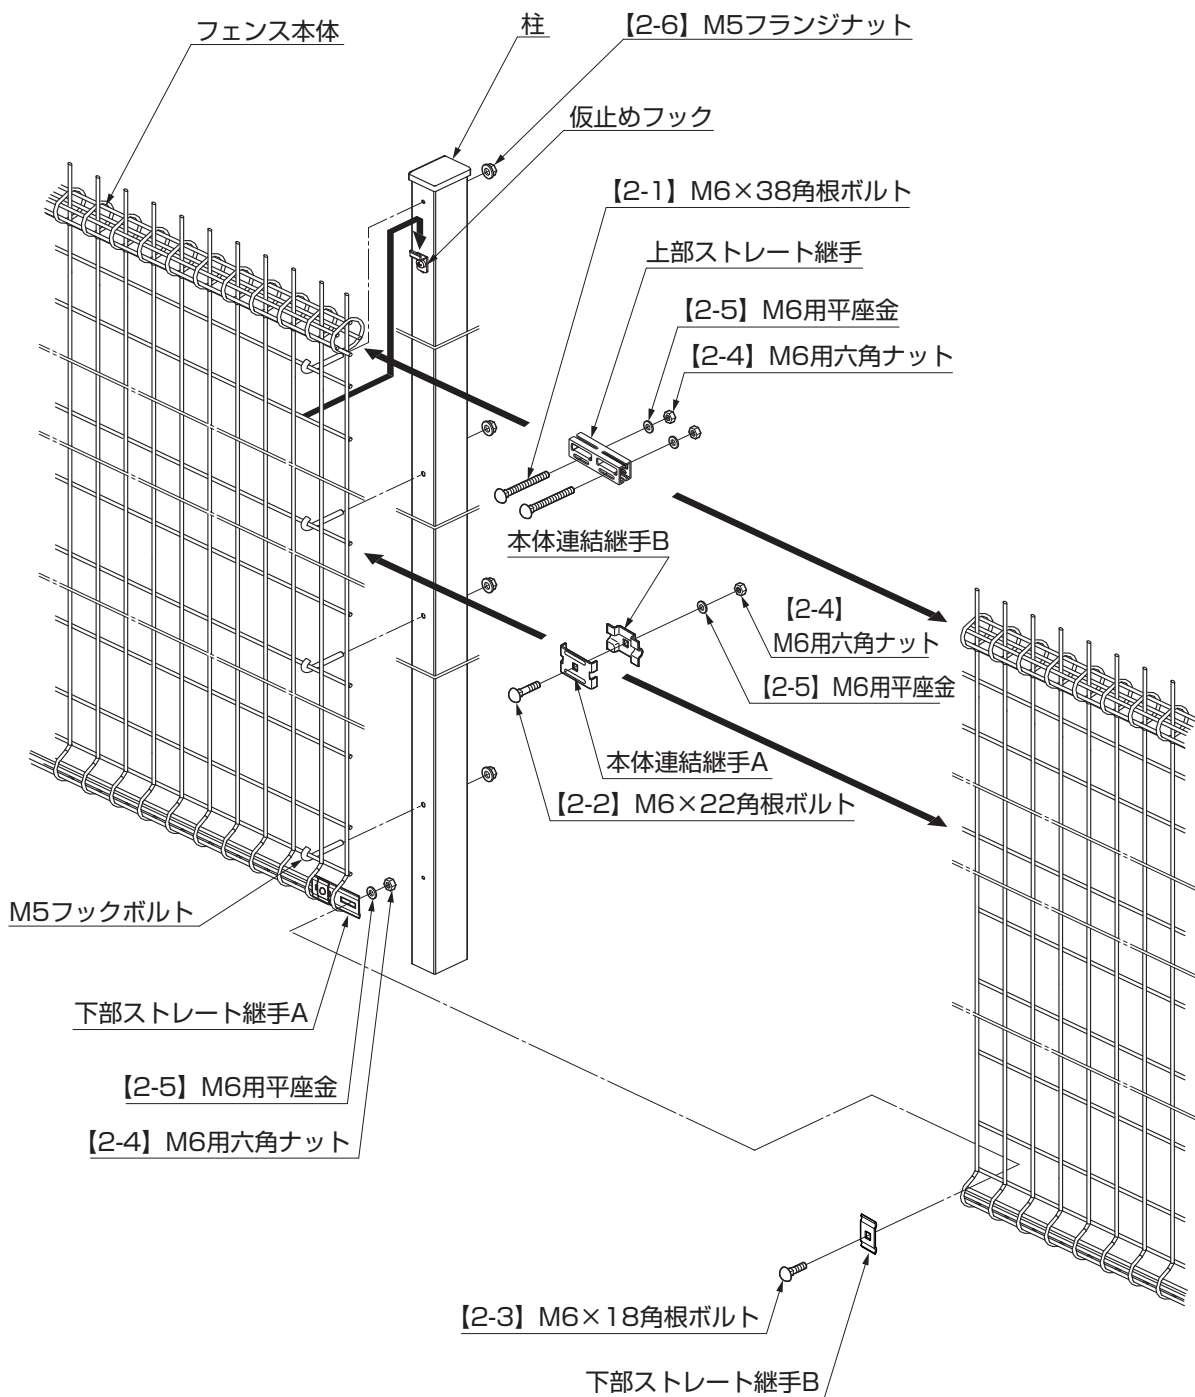 フェンス本体
柱
【2-6】M5フランジナット
仮止めフック
【2-1】M6×38角根ボルト
上部ストレート継手
【2-5】M6用平座金
【2-4】M6用六角ナット
本体連結継手B
【2-4】
M6用六角ナット
【2-5】M6用平座金
本体連結継手A
【2-2】M6×22角根ボルト
M5フックボルト
下部ストレート継手A
【2-5】M6用平座金
【2-4】M6用六角ナット
【2-3】M6×18角根ボルト
下部ストレート継手B